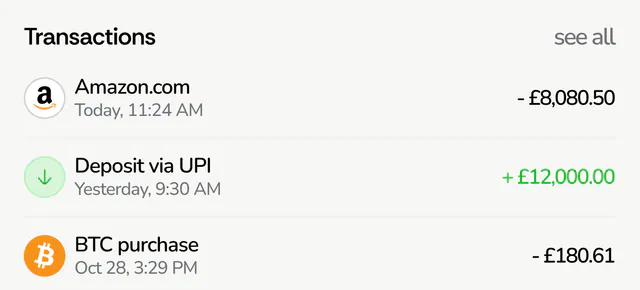 Transactions see all
Amazon.com
Today, 11:24 AM
- £8,080.50
Deposit via UPI
Yesterday, 9:30 AM
+ £12,000.00
BTC purchase
Oct 28, 3:29 PM
- £180.61